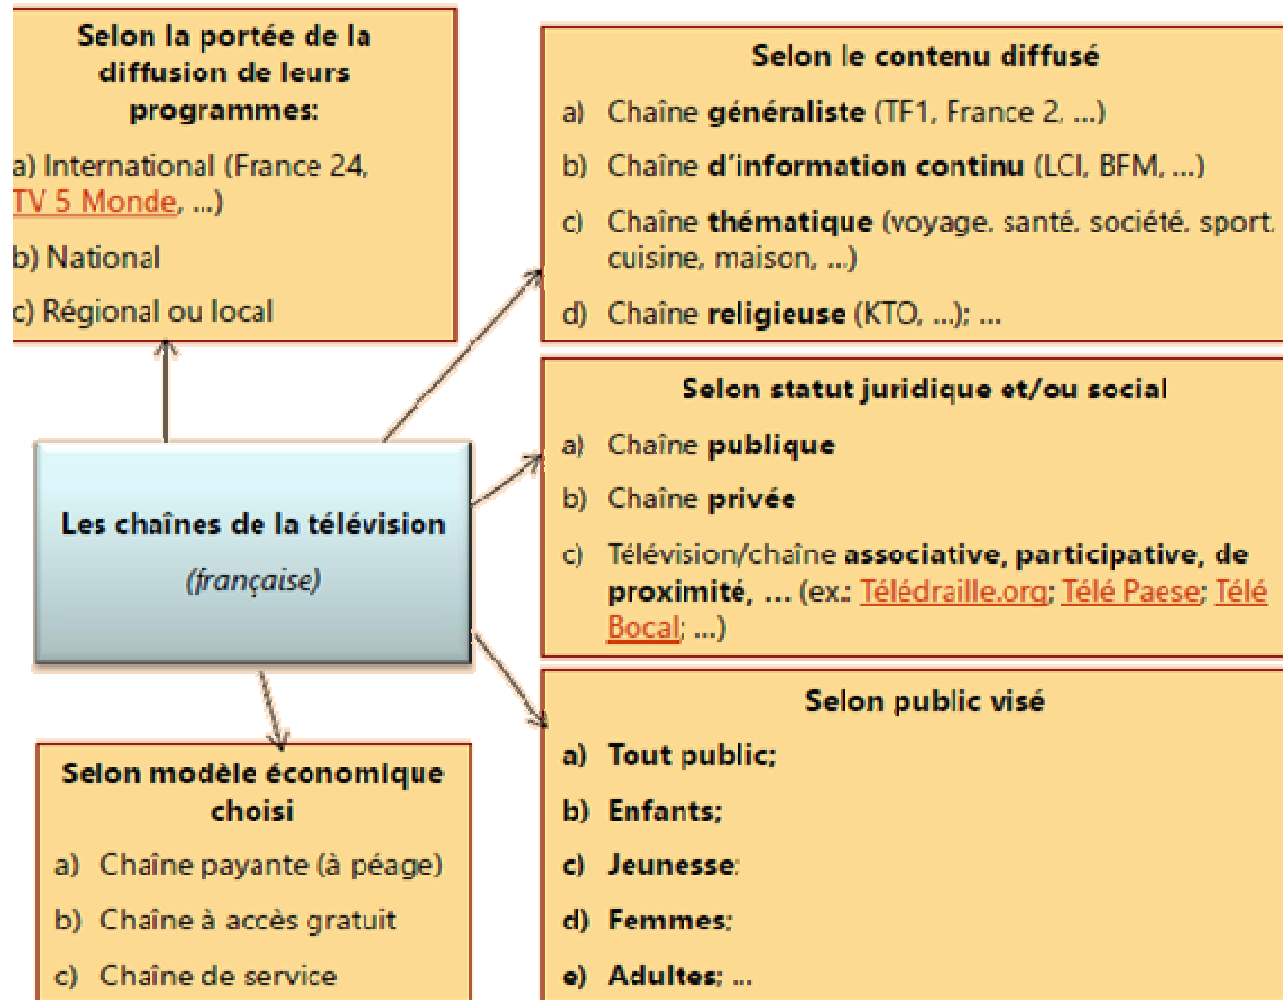 Selon la portée de la
diffusion de leurs
programmes:
a) International (France 24,
TV 5 Monde, ...)
b) National
c) Régional ou local
Selon le contenu diffusé
a) Chaîne généraliste (TF1, France 2, ...)
b) Chaîne d'information continu (LCI, BFM, ...)
c) Chaîne thématique (voyage, santé, société, sport,
cuisine, maison, ...)
d) Chaîne religieuse (KTO, ...); ...
Selon statut juridique et/ou social
a) Chaîne publique
b) Chaîne privée
c) Télévision/chaîne associative, participative, de
proximité, ... (ex.: Télédraille.org; Télé Paese; Télé
Bocal; ...)
Les chaînes de la télévision
(française)
Selon modèle économique
choisi
a) Chaîne payante (à péage)
b) Chaîne à accès gratuit
c) Chaîne de service
Selon public visé
a) Tout public;
b) Enfants;
c) Jeunesse;
d) Femmes;
e) Adultes; ...